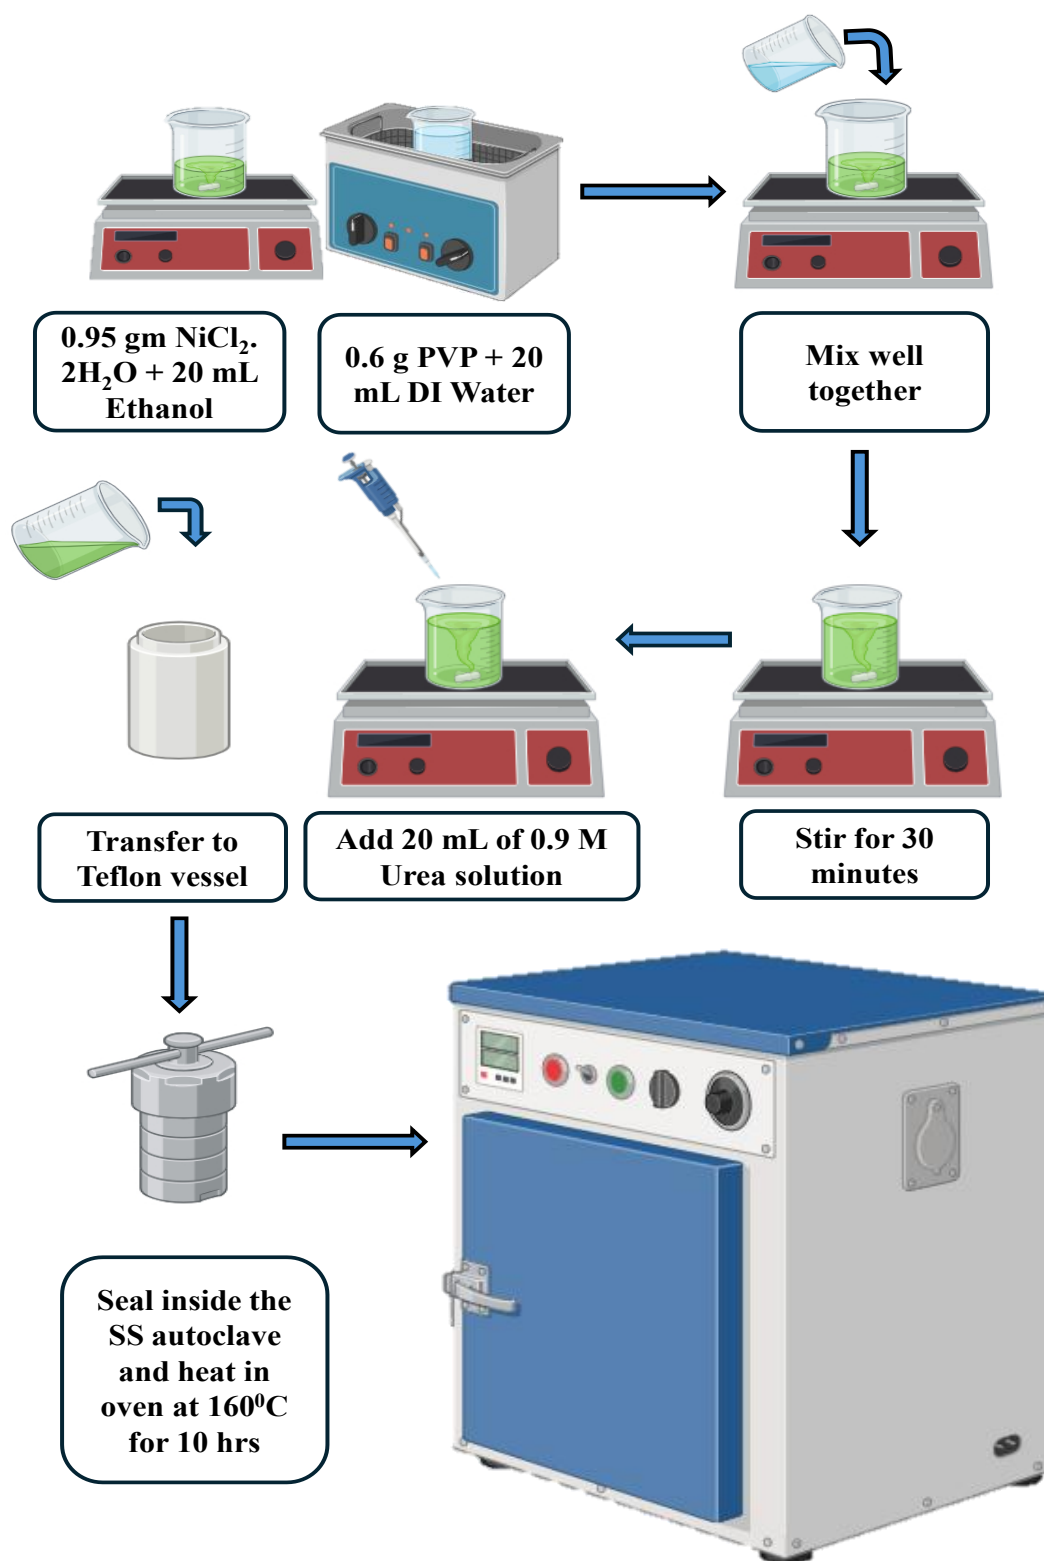 0.95 gm NiCl₂.
2H₂O + 20 mL
Ethanol
0.6 g PVP + 20
mL DI Water
Mix well
together
Stir for 30
minutes
Add 20 mL of 0.9 M
Urea solution
Transfer to
Teflon vessel
Seal inside the
SS autoclave
and heat in
oven at 160⁰C
for 10 hrs